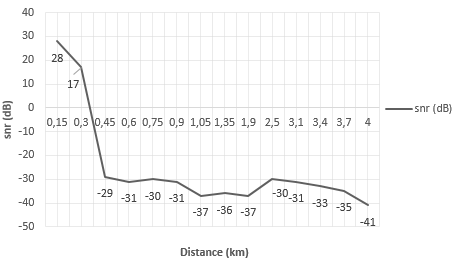 40
30
28
20
17
10
snr (dB)
0
0,15 0,3 0,45 0,6 0,75 0,9 1,05 1,35 1,9 2,5 3,1 3,4 3,7 4
snr (dB)
-10
-20
-29 -31 -30 -31 -37 -36 -37 -30 -31 -33 -35 -41
-30
-40
-50
Distance (km)